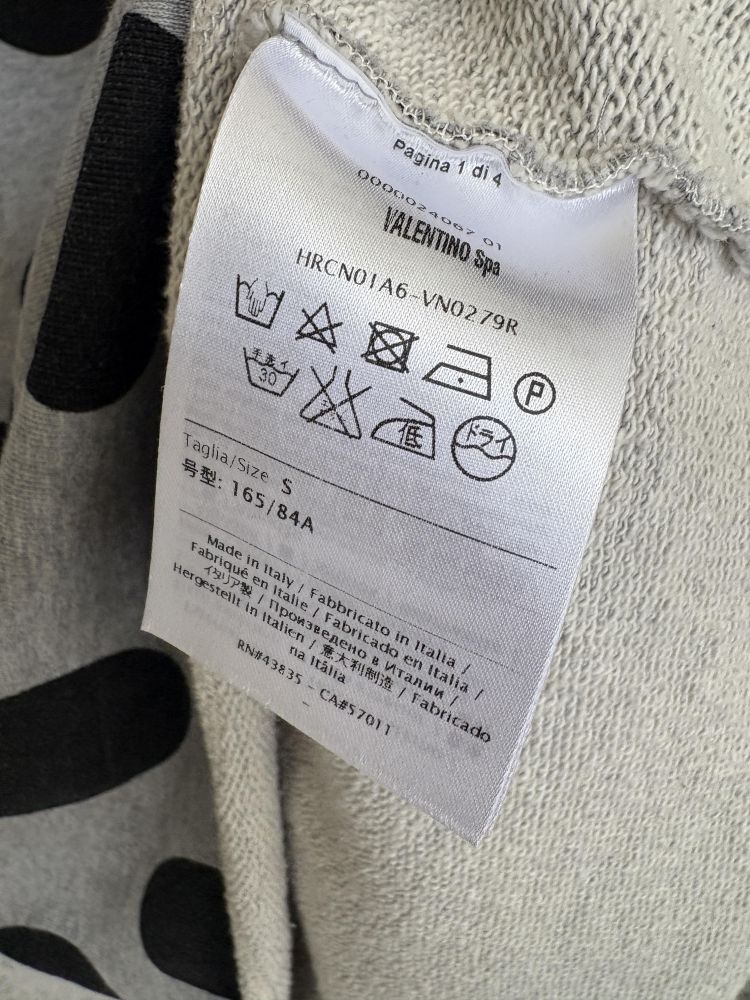 Pagina 1 di 4
0000024067 01
VALENTINO Spa
HRCN01A6-VN0279R
P
手洗イ
30
低
ドライ
Taglia/Size S
号型: 165/84A
Made in Italy / Fabbricato in Italia /
Fabriqué en Italie / Fabricado en Italia /
イタリア製 / Произведено в Италии /
Hergestellt in Italien / 意大利制造 / Fabricado
na Itália
RN#43835 - CA#57011
-